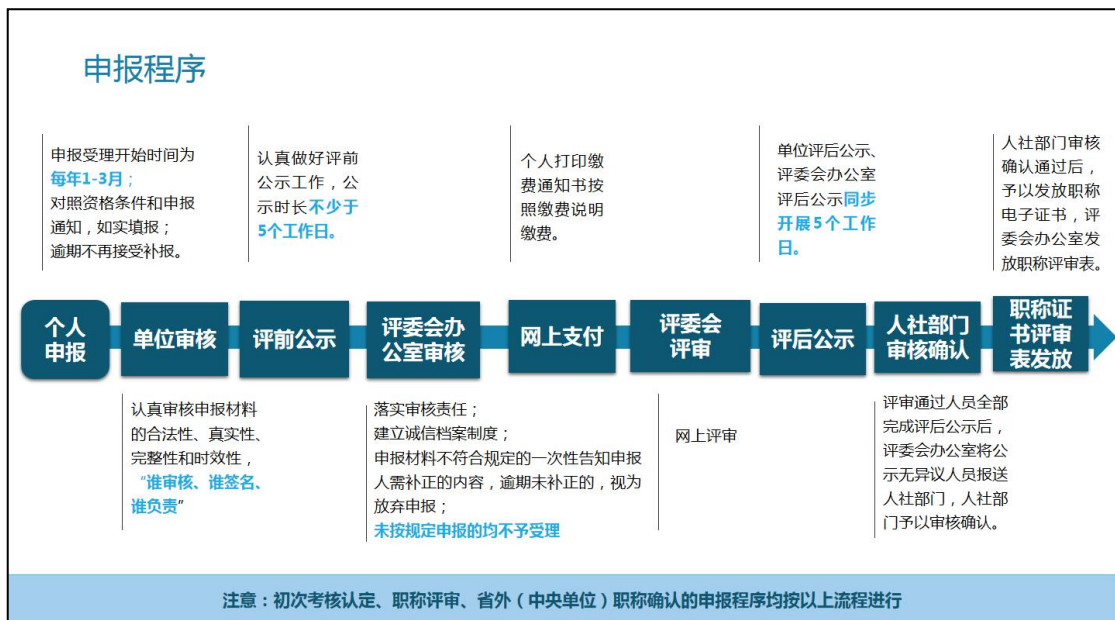 申报程序
申报受理开始时间为
每年1-3月；
对照资格条件和申报
通知，如实填报；
逾期不再接受补报。
认真做好评前
公示工作，公
示时长不少于
5个工作日。
个人打印缴
费通知书按
照缴费说明
缴费。
单位评后公示、
评委会办公室
评后公示同步
开展5个工作
日。
人社部门审核
确认通过后，
予以发放职称
电子证书，评
委会办公室发
放职称评审表。
个人
申报
单位审核
评前公示
评委会办
公室审核
网上支付
评委会
评审
评后公示
人社部门
审核确认
职称证
书评审
表发放
认真审核申报材料
的合法性、真实性、
完整性和时效性，
“谁审核、谁签名、
谁负责”
落实审核责任；
建立诚信档案制度；
申报材料不符合规定的一次性告知申报
人需补正的内容，逾期未补正的，视为
放弃申报；
未按规定申报的均不予受理
网上评审
评审通过人员全部
完成评后公示后，
评委会办公室将公
示无异议人员报送
人社部门，人社部
门予以审核确认。
注意：初次考核认定、职称评审、省外（中央单位）职称确认的申报程序均按以上流程进行